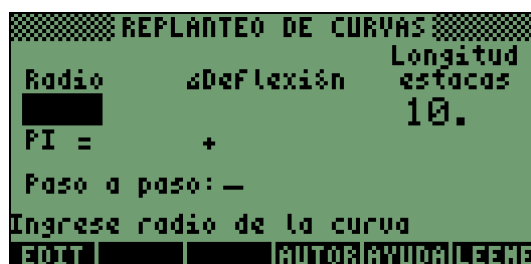 REPLANTEO DE CURVAS
Longitud
Radio ⊿Deflexión estacas
10.
PI = +
Paso a paso: _
Ingrese radio de la curva
EDIT AUTOR AYUDA LEEME